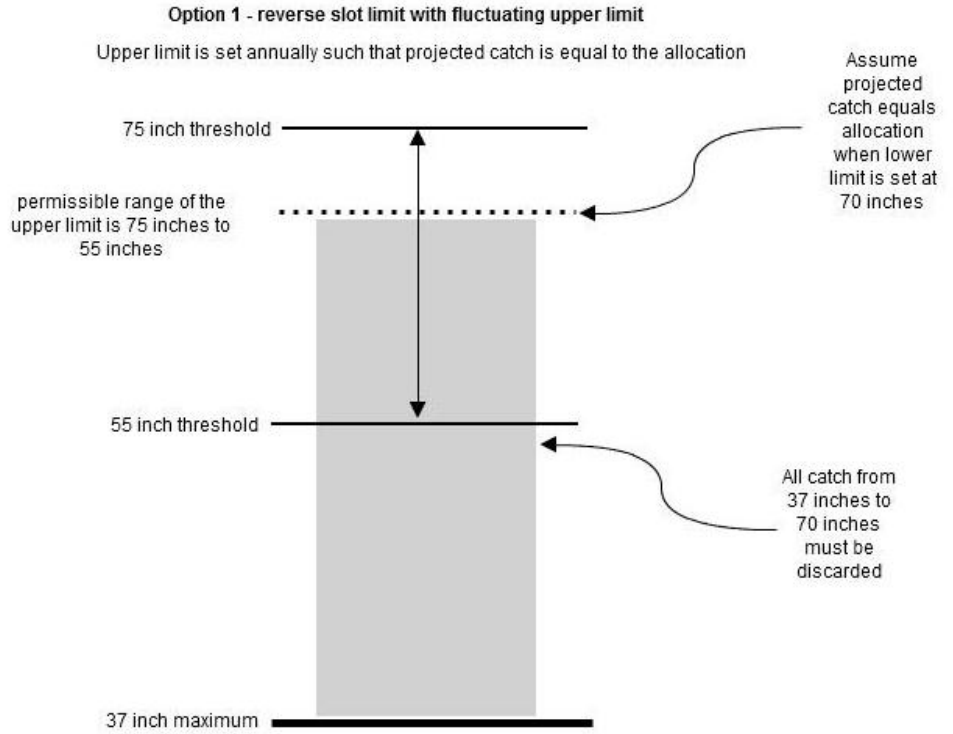 Option 1 - reverse slot limit with fluctuating upper limit
Upper limit is set annually such that projected catch is equal to the allocation
Assume
projected
catch equals
allocation
when lower
limit is set at
70 inches
75 inch threshold
permissible range of the
upper limit is 75 inches to
55 inches
55 inch threshold
All catch from
37 inches to
70 inches
must be
discarded
37 inch maximum